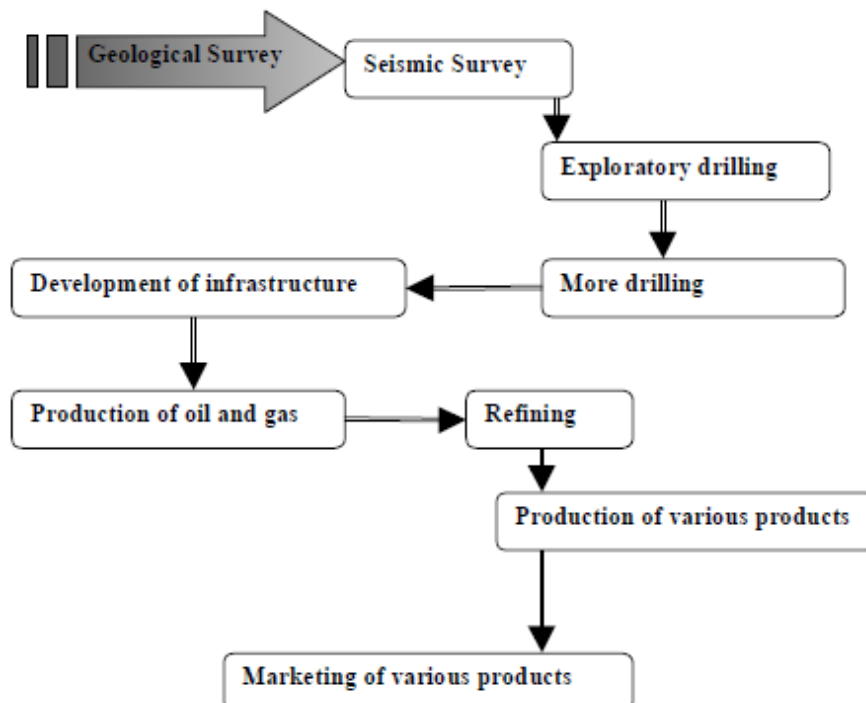 Geological Survey
Seismic Survey
Exploratory drilling
More drilling
Development of infrastructure
Production of oil and gas
Refining
Production of various products
Marketing of various products